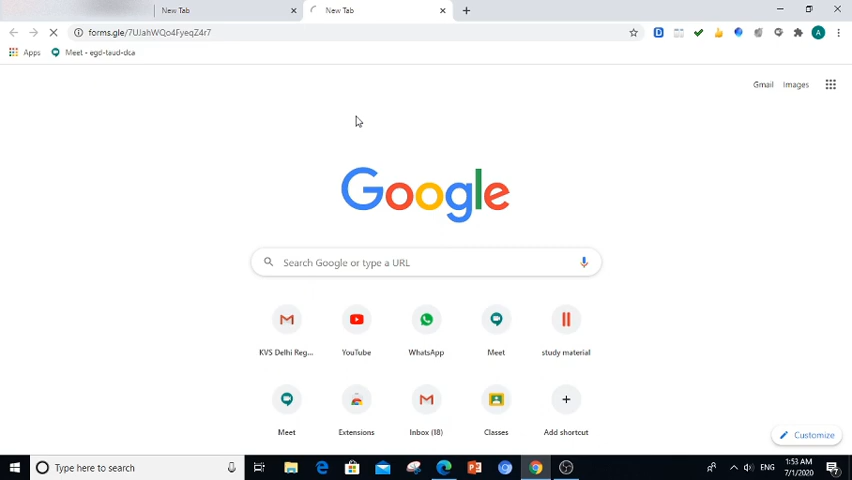 New Tab
New Tab
forms.gle/7UJahWQo4FyeqZ4r7
A
Apps
Meet - egd-taud-dca
Gmail
Images
Google
Search Google or type a URL
KVS Delhi Reg...
YouTube
WhatsApp
Meet
study material
Meet
Extensions
Inbox (18)
Classes
Add shortcut
Customize
Type here to search
ENG
1:53 AM
7/1/2020